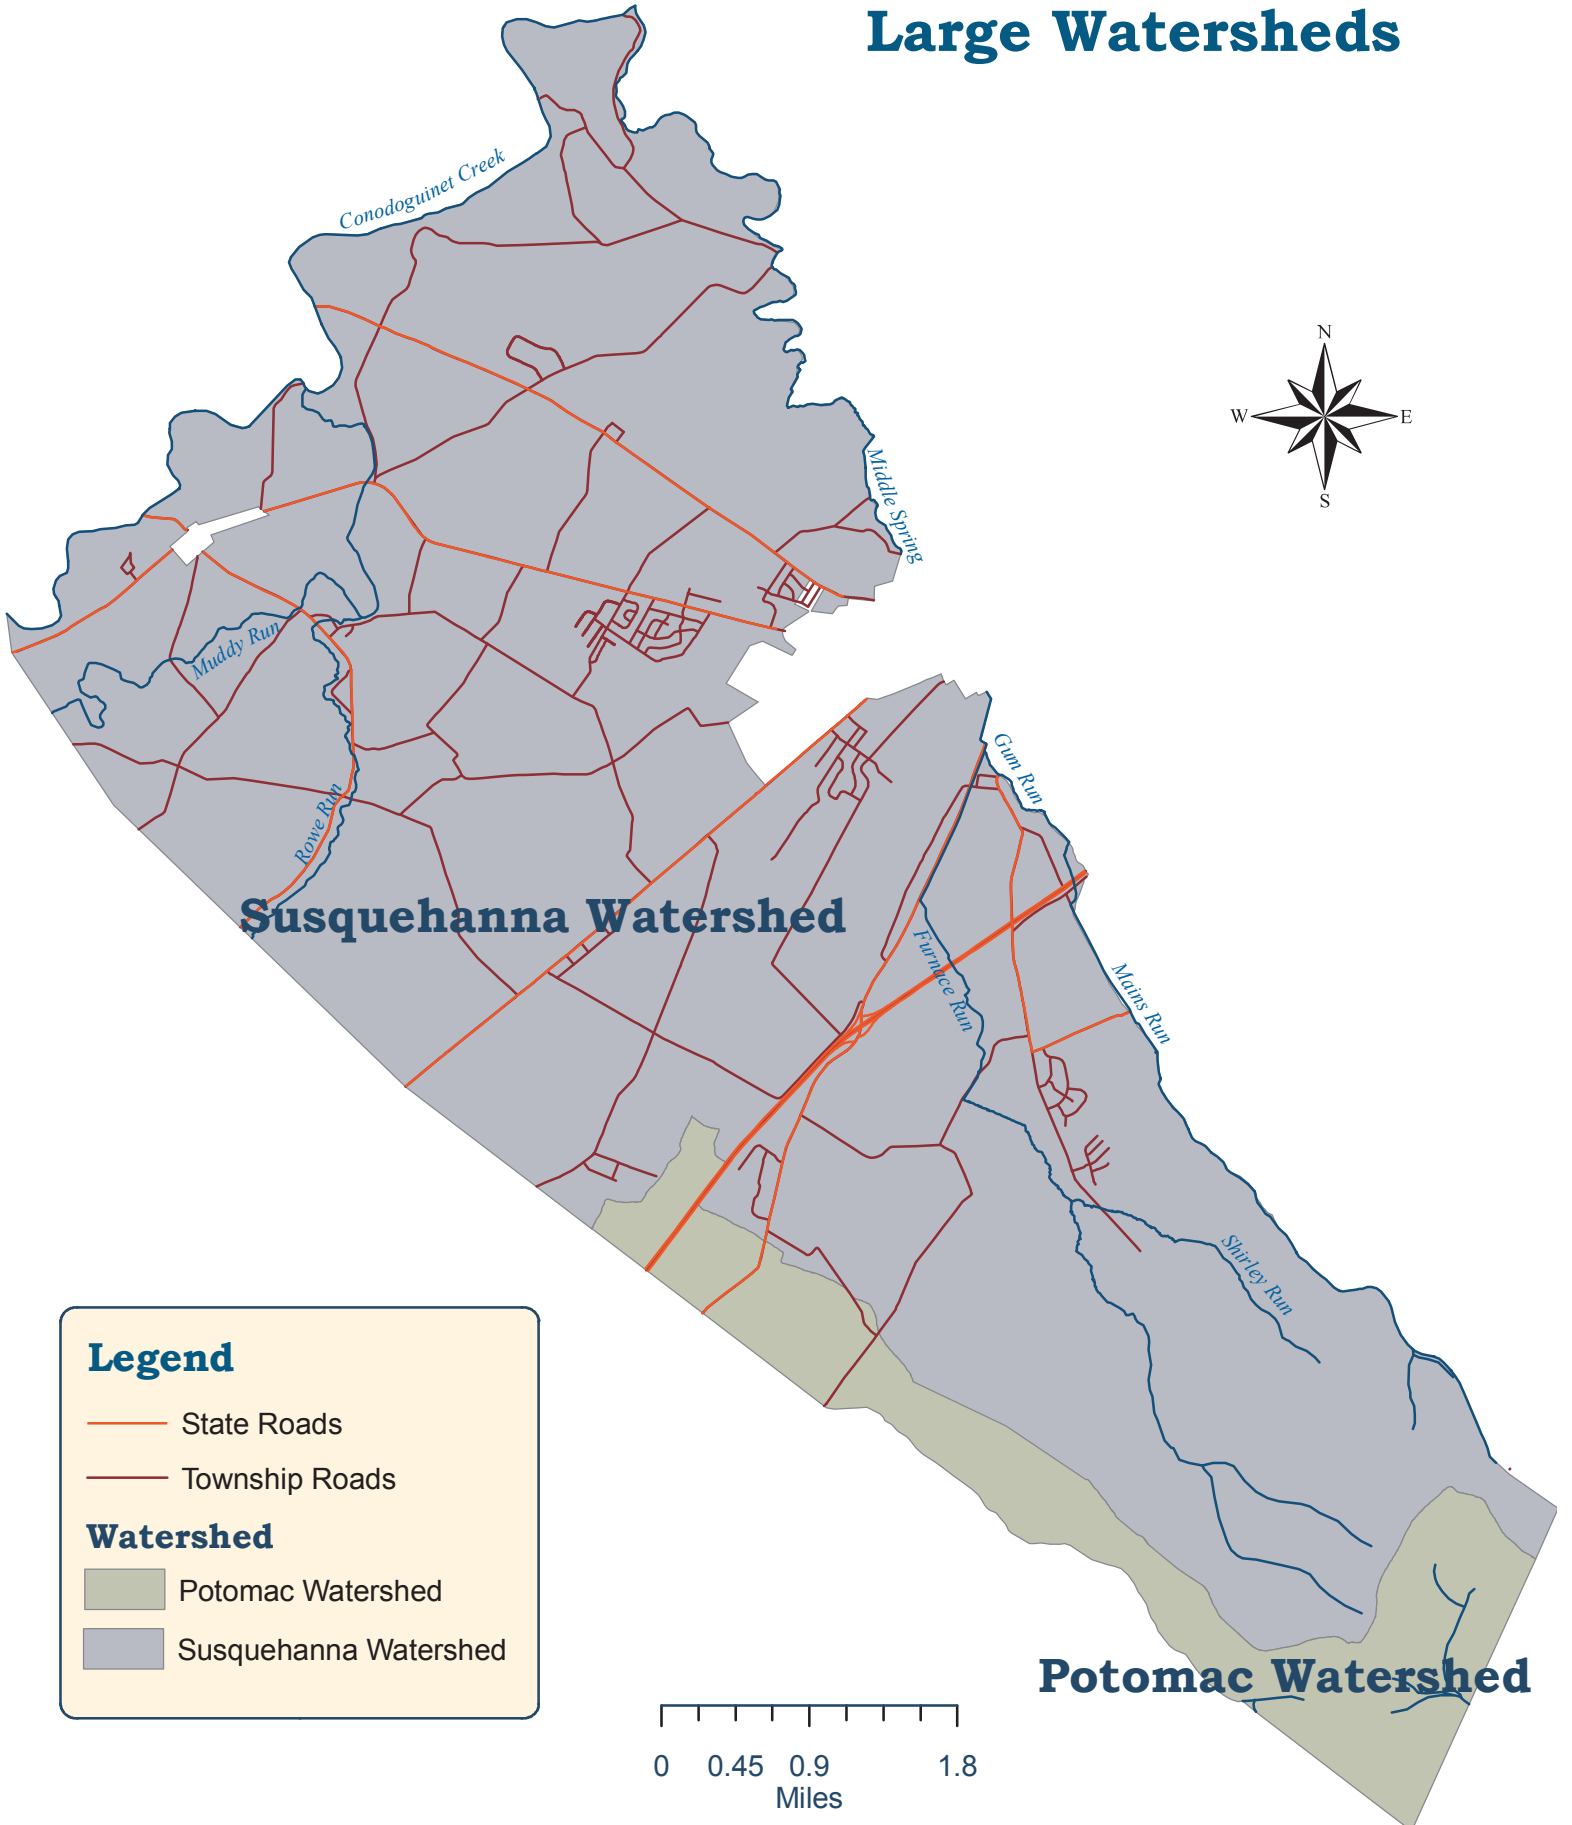 Large Watersheds
Conodoguinet Creek
N
W
E
S
Middle Spring
Muddy Run
Gum Run
Rowe Run
Susquehanna Watershed
Furnace Run
Mains Run
Shirley Run
Legend
State Roads
Township Roads
Watershed
Potomac Watershed
Susquehanna Watershed
Potomac Watershed
0 0.45 0.9 1.8
Miles